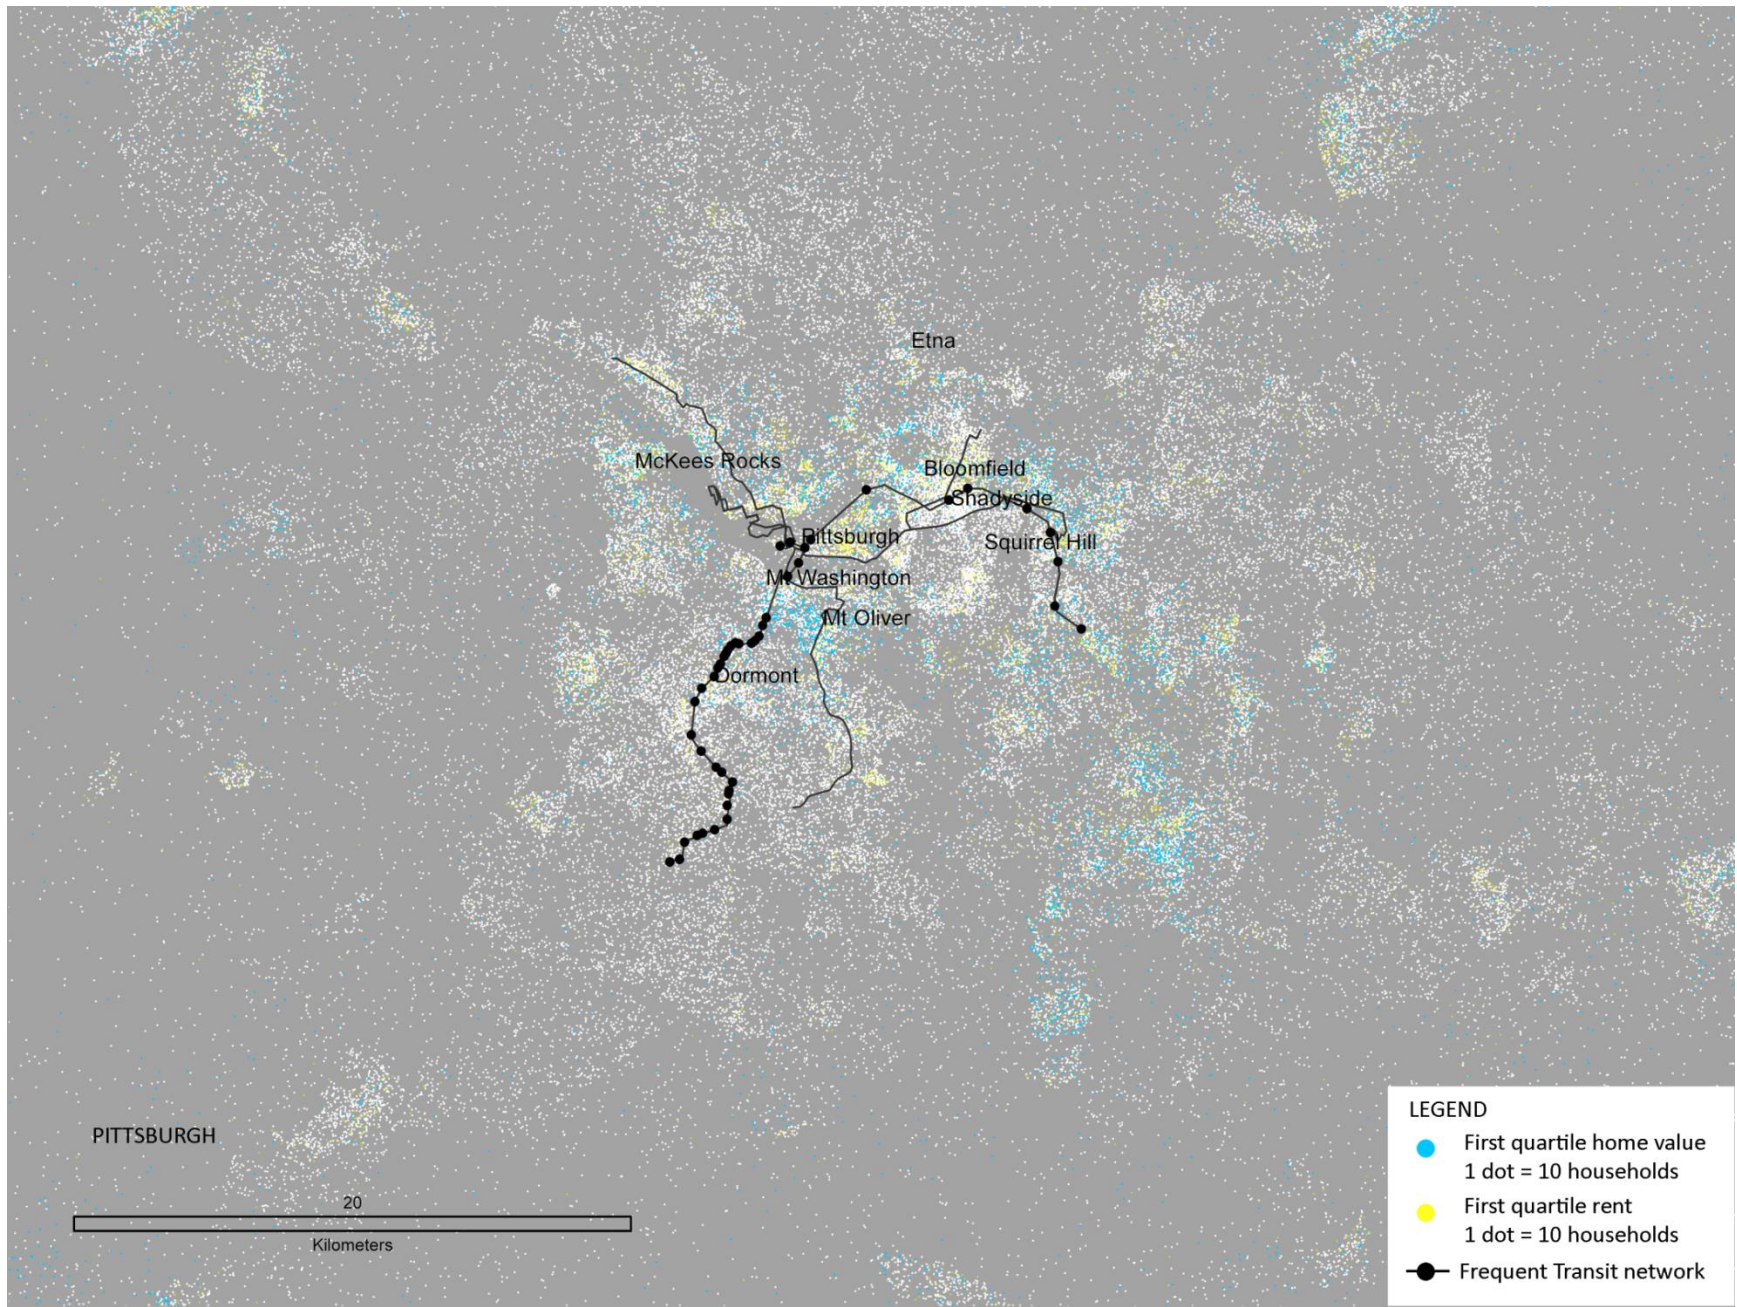 Etna
McKees Rocks
Bloomfield
Shadyside
Pittsburgh
Squirrel Hill
Mt Washington
Mt Oliver
Dormont
PITTSBURGH
20
Kilometers
LEGEND
First quartile home value
1 dot = 10 households
First quartile rent
1 dot = 10 households
Frequent Transit network